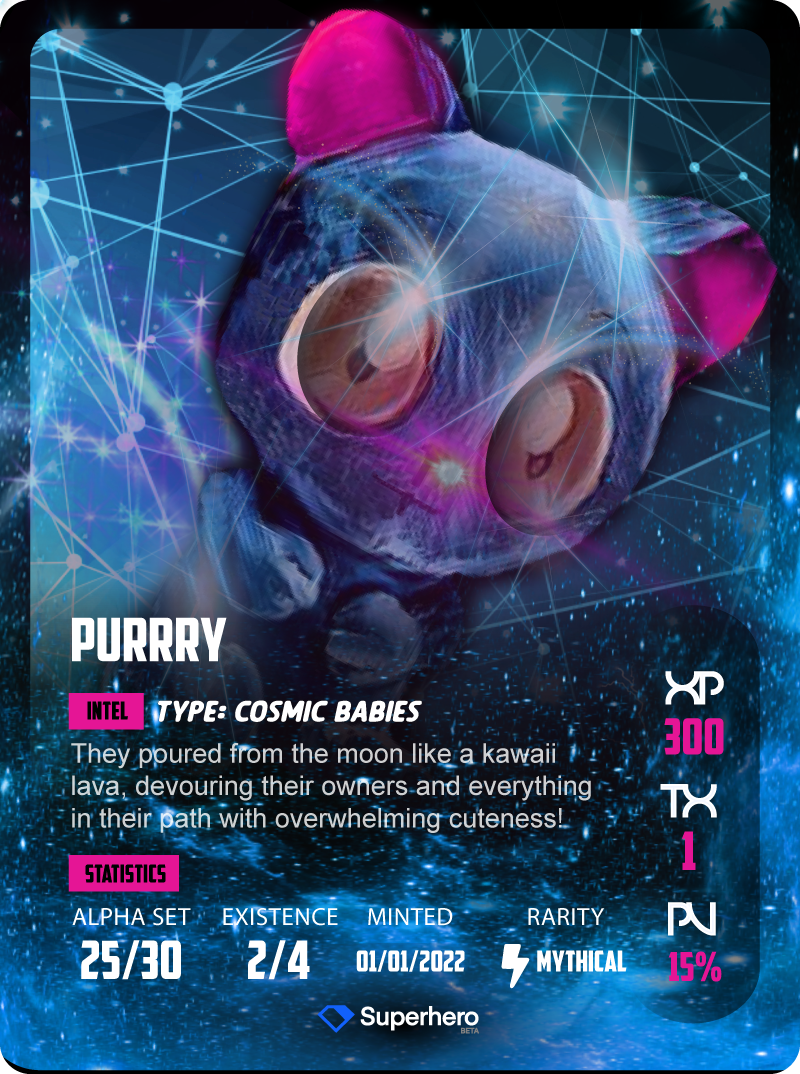 PURRRY
INTEL TYPE: COSMIC BABIES
They poured from the moon like a kawaii
lava, devouring their owners and everything
in their path with overwhelming cuteness!
STATISTICS
ALPHA SET EXISTENCE MINTED RARITY
25/30 2/4 01/01/2022 MYTHICAL
XP
300
TX
1
PV
15%
Superhero
BETA